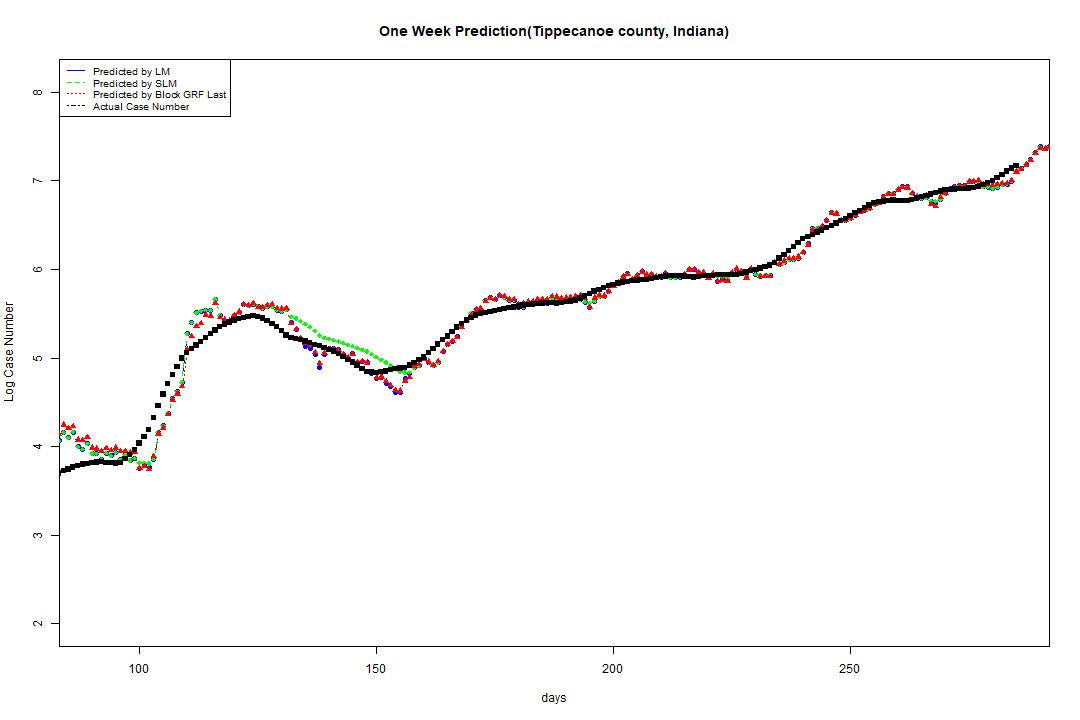 One Week Prediction(Tippecanoe county, Indiana)
Predicted by LM
Predicted by SLM
Predicted by Block GRF Last
Actual Case Number
8
7
6
5
4
3
2
Log Case Number
100 150 200 250
days